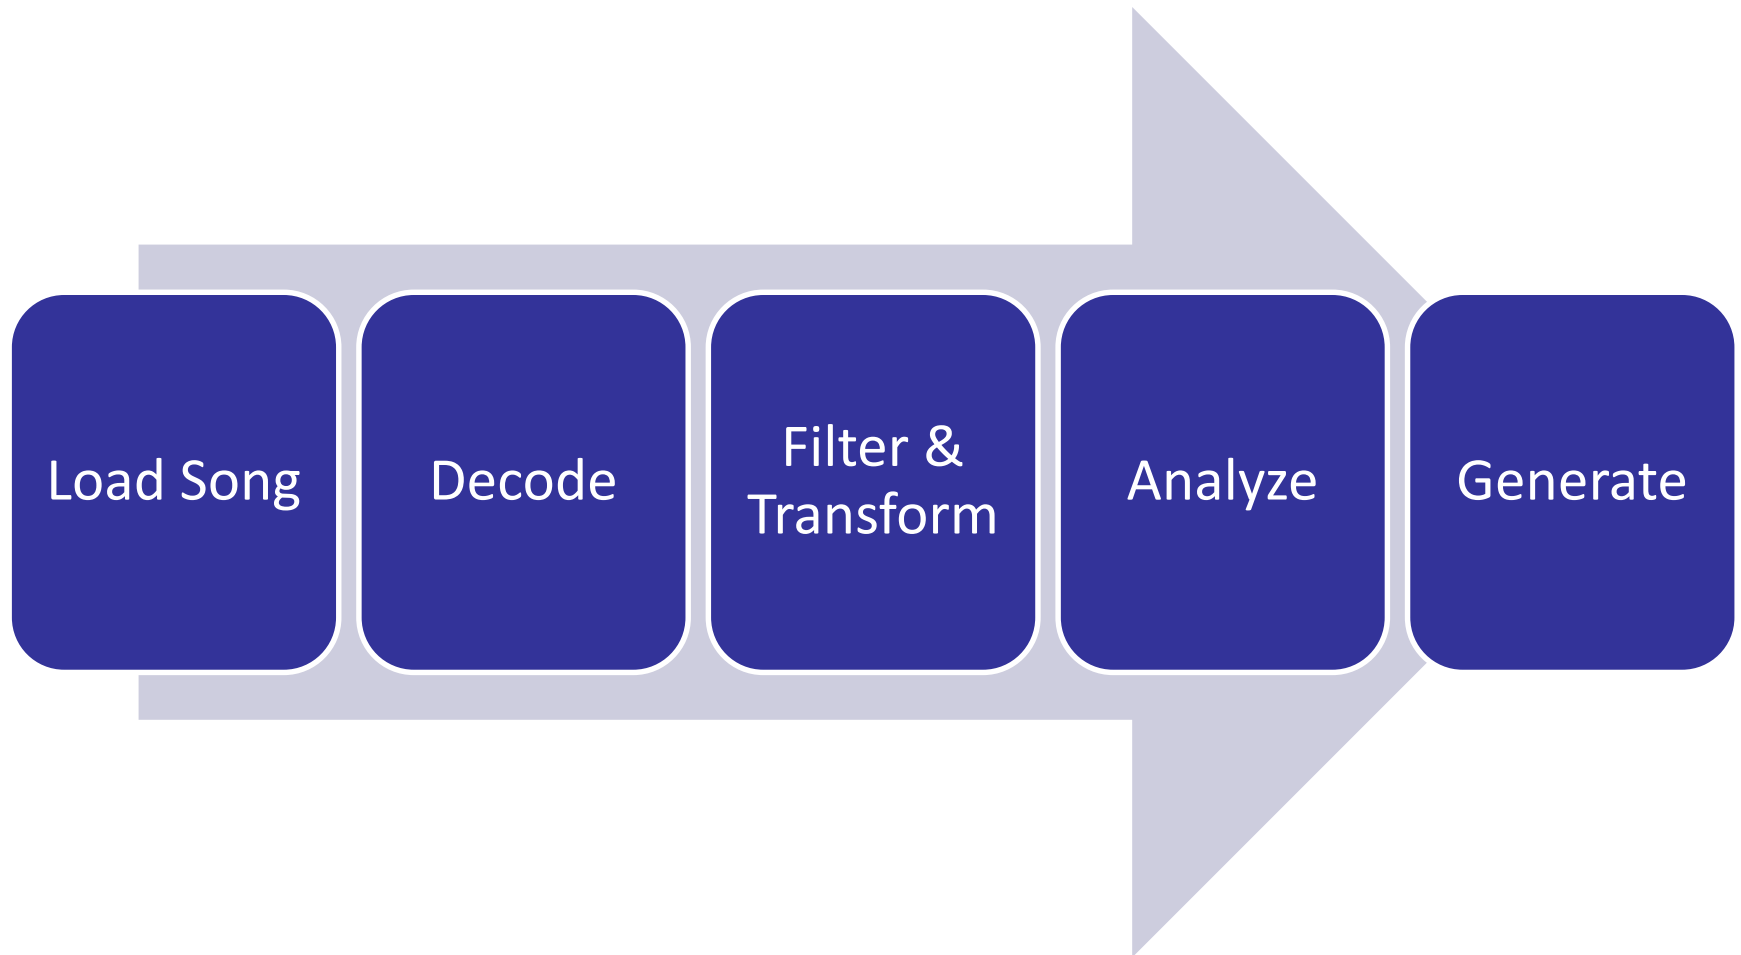 Load Song
Decode
Filter &
Transform
Analyze
Generate